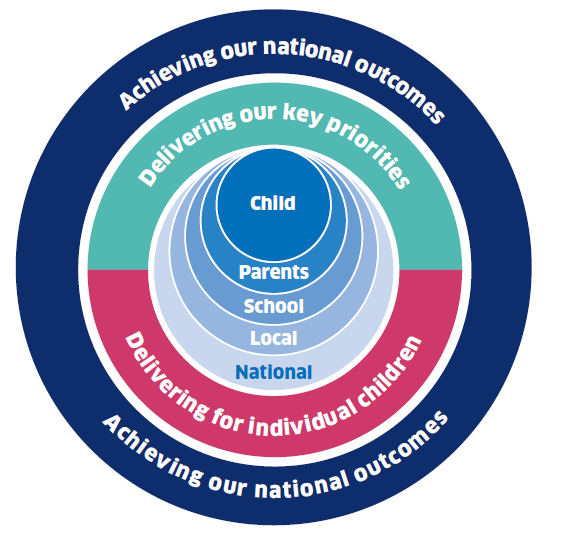 Achieving our national outcomes
Delivering our key priorities
Child
Parents
School
Local
National
Delivering for individual children
Achieving our national outcomes